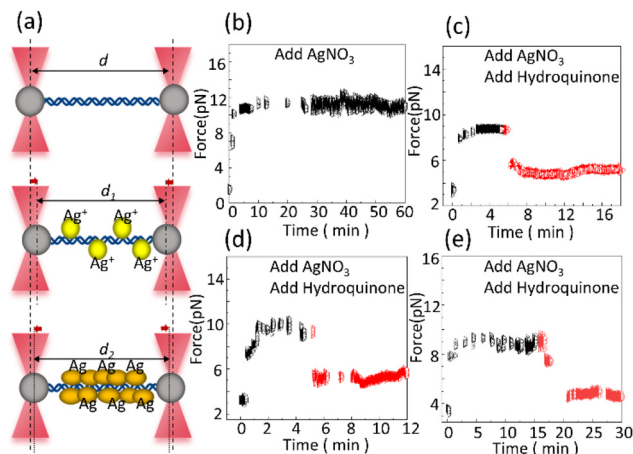 (a)
d
d₁
Ag⁺ Ag⁺
Ag⁺ Ag⁺
d₂
Ag Ag Ag
Ag Ag
(b)
Add AgNO₃
Force(pN)
16
12
8
4
0
0 10 20 30 40 50 60
Time ( min )
(c)
Add AgNO₃
Add Hydroquinone
Force(pN)
14
10
6
2
0 4 8 12 16
Time ( min )
(d)
Add AgNO₃
Add Hydroquinone
Force(pN)
14
10
6
2
0 2 4 6 8 10 12
Time ( min )
(e)
Add AgNO₃
Add Hydroquinone
Force(pN)
16
12
8
4
0 5 10 15 20 25 30
Time ( min )